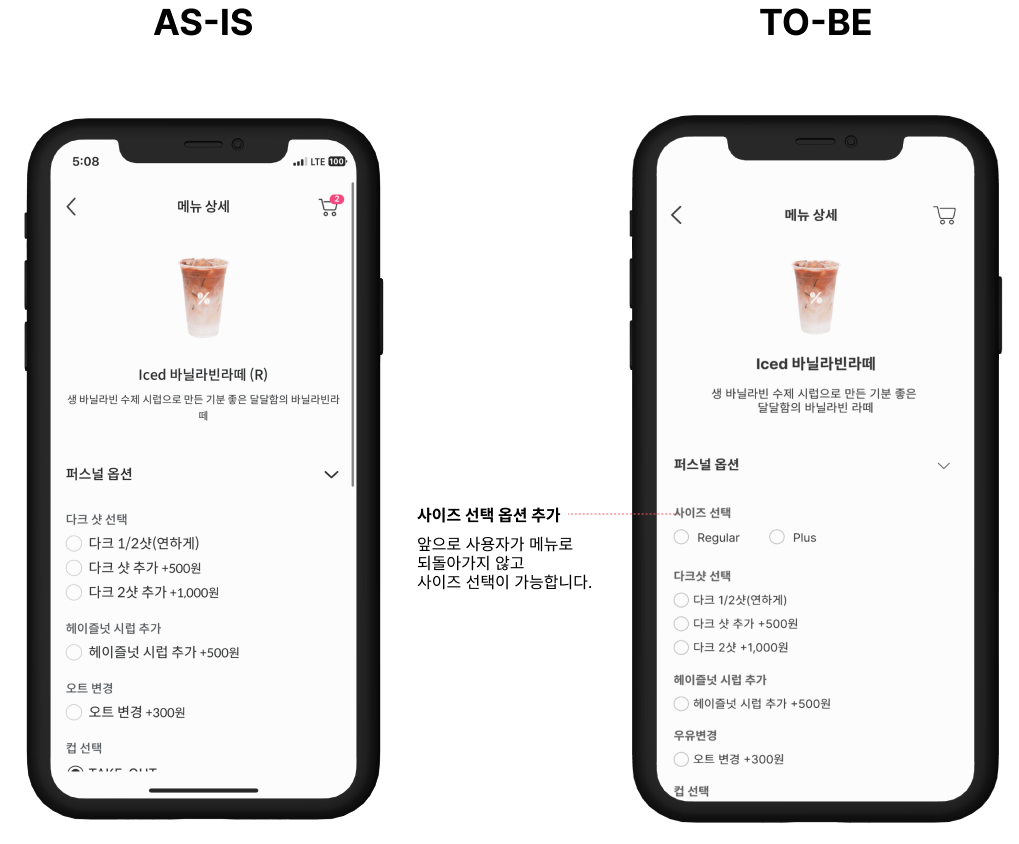 AS-IS
TO-BE
5:08
LTE 100
메뉴 상세
2
Iced 바닐라빈라떼 (R)
생 바닐라빈 수제 시럽으로 만든 기분 좋은 달달함의 바닐라빈라
떼
퍼스널 옵션
다크 샷 선택
다크 1/2샷(연하게)
다크 샷 추가 +500원
다크 2샷 추가 +1,000원
헤이즐넛 시럽 추가
헤이즐넛 시럽 추가 +500원
오트 변경
오트 변경 +300원
컵 선택
TAKE-OUT
사이즈 선택 옵션 추가
앞으로 사용자가 메뉴로
되돌아가지 않고
사이즈 선택이 가능합니다.
메뉴 상세
Iced 바닐라빈라떼
생 바닐라빈 수제 시럽으로 만든 기분 좋은
달달함의 바닐라빈 라떼
퍼스널 옵션
사이즈 선택
Regular
Plus
다크샷 선택
다크 1/2샷(연하게)
다크 샷 추가 +500원
다크 2샷 +1,000원
헤이즐넛 시럽 추가
헤이즐넛 시럽 추가 +500원
우유변경
오트 변경 +300원
컵 선택